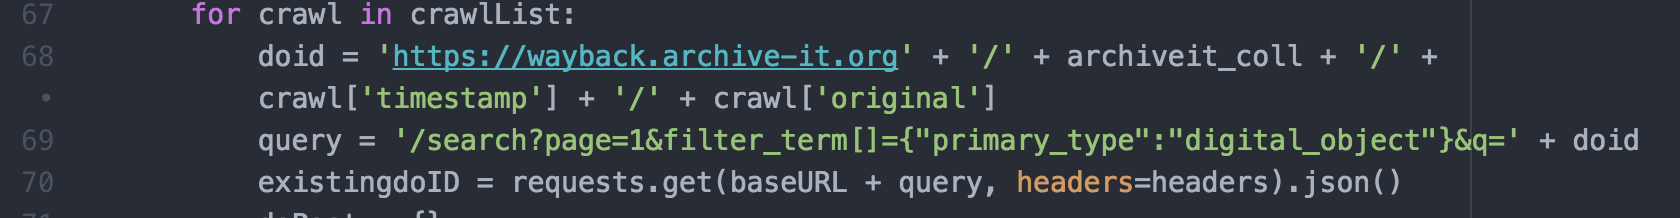 67 for crawl in crawlList:
68 doid = 'https://wayback.archive-it.org' + '/' + archiveit_coll + '/' +
• crawl['timestamp'] + '/' + crawl['original']
69 query = '/search?page=1&filter_term[]={"primary_type":"digital_object"}&q=' + doid
70 existingdoID = requests.get(baseURL + query, headers=headers).json()